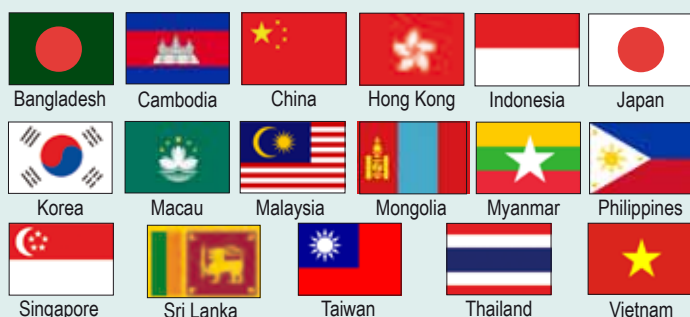 Bangladesh Cambodia China Hong Kong Indonesia Japan
Korea Macau Malaysia Mongolia Myanmar Philippines
Singapore Sri Lanka Taiwan Thailand Vietnam